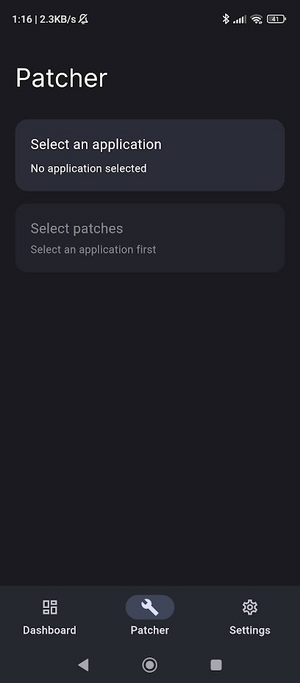 1:16 | 2.3KB/s
41
Patcher
Select an application
No application selected
Select patches
Select an application first
Dashboard
Patcher
Settings